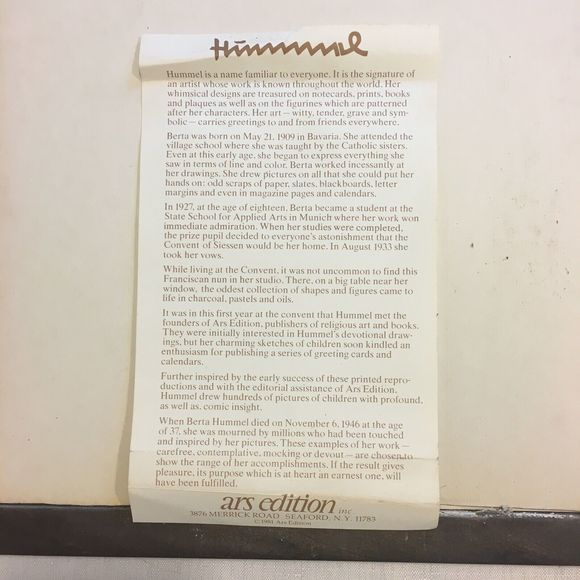 Hummel
Hummel is a name familiar to everyone. It is the signature of
an artist whose work is known throughout the world. Her
whimsical designs are treasured on notecards, prints, books
and plaques as well as on the figurines which are patterned
after her characters. Her art — witty, tender, grave and sym-
bolic — carries greetings to and from friends everywhere.
Berta was born on May 21, 1909 in Bavaria. She attended the
village school where she was taught by the Catholic sisters.
Even at this early age, she began to express everything she
saw in terms of line and color. Berta worked incessantly at
her drawings. She drew pictures on all that she could put her
hands on: odd scraps of paper, slates, blackboards, letter
margins and even in magazine pages and calendars.
In 1927, at the age of eighteen, Berta became a student at the
State School for Applied Arts in Munich where her work won
immediate admiration. When her studies were completed,
the prize pupil decided to everyone's astonishment that the
Convent of Siessen would be her home. In August 1933 she
took her vows.
While living at the Convent, it was not uncommon to find this
Franciscan nun in her studio. There, on a big table near her
window, the oddest collection of shapes and figures came to
life in charcoal, pastels and oils.
It was in this first year at the convent that Hummel met the
founders of Ars Edition, publishers of religious art and books.
They were initially interested in Hummel's devotional draw-
ings, but her charming sketches of children soon kindled an
enthusiasm for publishing a series of greeting cards and
calendars.
Further inspired by the early success of these printed repro-
ductions and with the editorial assistance of Ars Edition,
Hummel drew hundreds of pictures of children with profound,
as well as, comic insight.
When Berta Hummel died on November 6, 1946 at the age
of 37, she was mourned by millions who had been touched
and inspired by her pictures. These examples of her work —
carefree, contemplative, mocking or devout — are chosen to
show the range of her accomplishments. If the result gives
pleasure, its purpose which is at heart an earnest one, will
have been fulfilled.
ars edition inc
3876 MERRICK ROAD, SEAFORD, N.Y. 11783
© 1981 Ars Edition